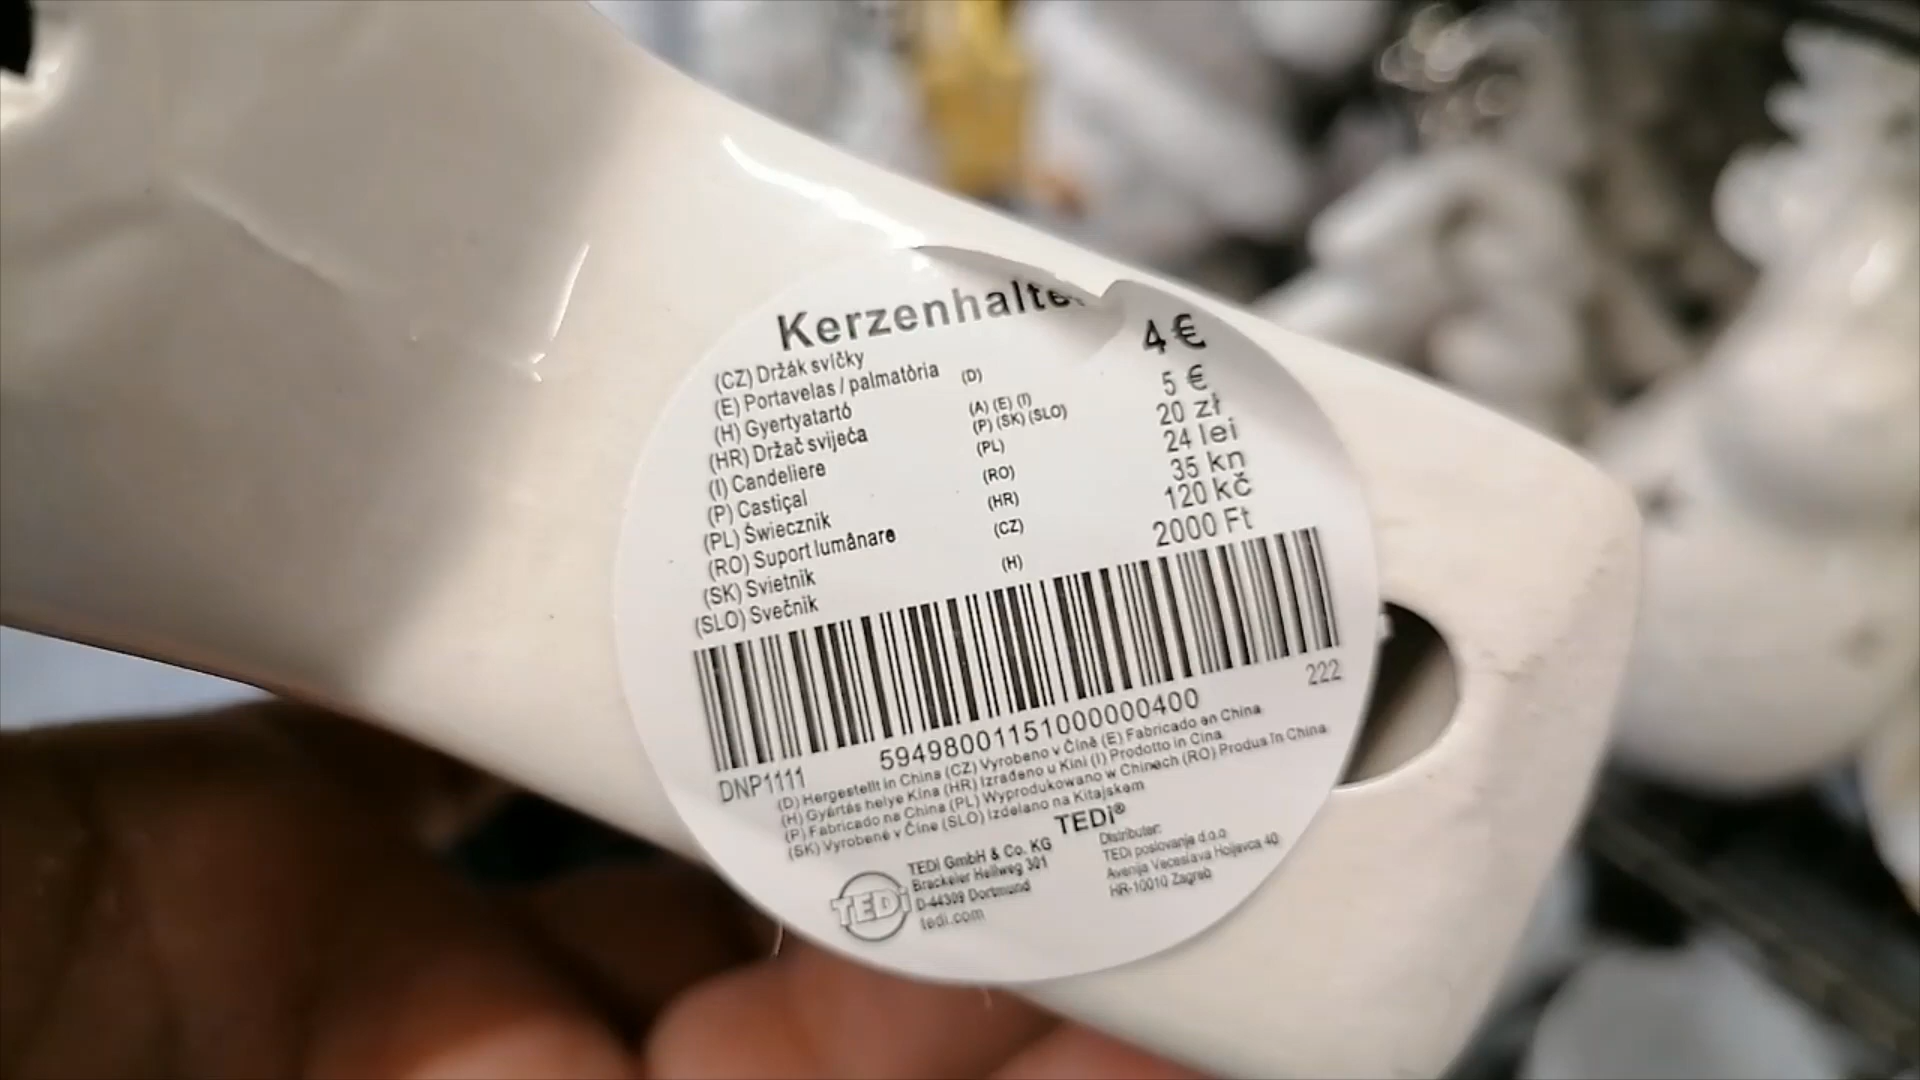 Kerzenhalter
(CZ) Držák svíčky
(E) Portavelas / palmatória
(H) Gyertyatartó
(HR) Držač svijeća
(I) Candeliere
(P) Castiçal
(PL) Świecznik
(RO) Suport lumânare
(SK) Svietnik
(SLO) Svečnik
(D) 4 €
(A) (E) (I)
(P) (SK) (SLO) 5 €
(PL) 20 zł
(RO) 24 lei
(HR) 35 kn
(CZ) 120 kč
(H) 2000 Ft
222
59498001151000000400
DNP1111
(D) Hergestellt in China (CZ) Vyrobeno v Číně (E) Fabricado en China
(H) Gyártás helye Kína (HR) Izrađeno u Kini (I) Prodotto in Cina
(P) Fabricado na China (PL) Wyprodukowano w Chinach (RO) Produs în China
(SK) Vyrobené v Číne (SLO) Izdelano na Kitajskem
TEDi®
TEDi
TEDi GmbH & Co. KG
Brackeler Hellweg 301
D-44309 Dortmund
tedi.com
Distributer:
TEDi poslovanje d.o.o
Avenija Veceslava Holjevca 40
HR-10010 Zagreb